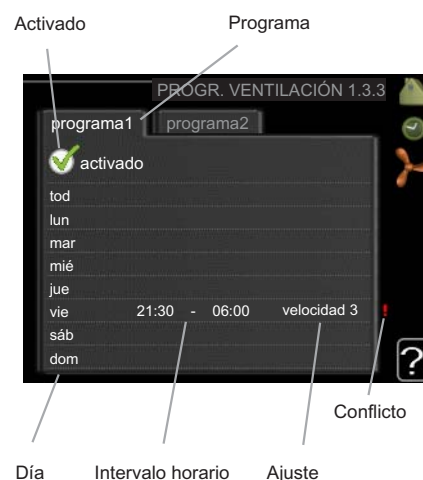 Activado
Programa
PROGR. VENTILACIÓN 1.3.3
programa1 programa2
activado
tod
lun
mar
mié
jue
vie 21:30 - 06:00 velocidad 3 !
sáb
dom
?
Conflicto
Día Intervalo horario Ajuste